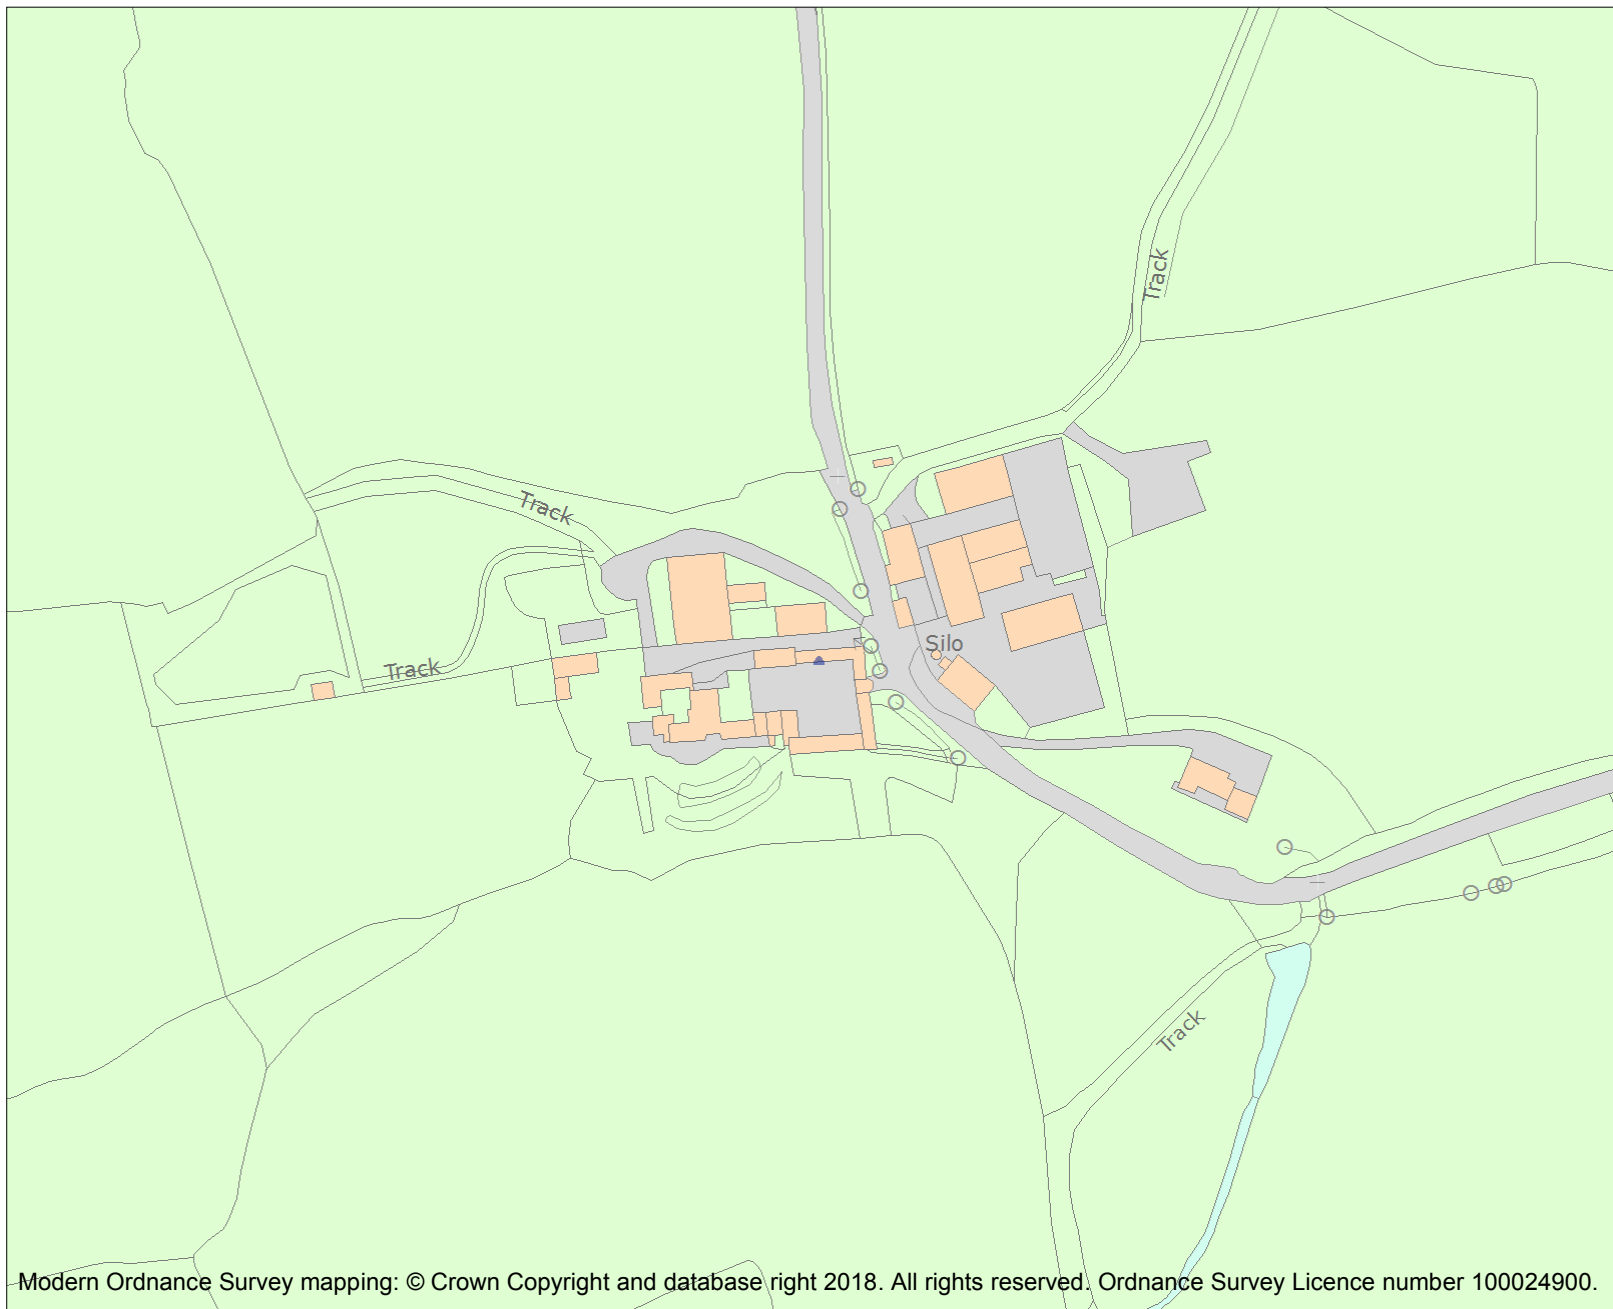 Track
Track
Track
Silo
Track
Modern Ordnance Survey mapping: © Crown Copyright and database right 2018. All rights reserved. Ordnance Survey Licence number 100024900.